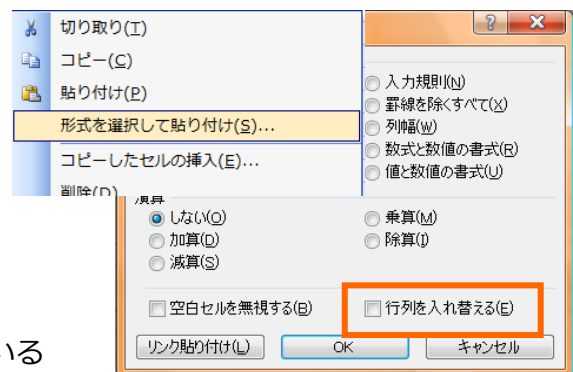 切り取り(T)
コピー(C)
貼り付け(P)
形式を選択して貼り付け(S)...
コピーしたセルの挿入(E)...
削除(D)
入力規則(N)
罫線を除くすべて(X)
列幅(W)
数式と数値の書式(R)
値と数値の書式(U)
演算
しない(O)
乗算(M)
加算(D)
除算(I)
減算(S)
空白セルを無視する(B)
行列を入れ替える(E)
リンク貼り付け(L)
OK
キャンセル
いる